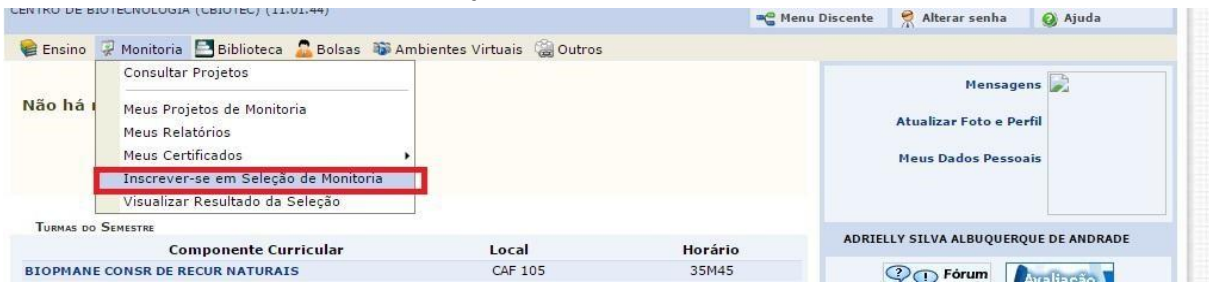 CENTRO DE BIOTECNOLOGIA (CBIOTEC) (11.01.44)
Menu Discente Alterar senha Ajuda
Ensino Monitoria Biblioteca Bolsas Ambientes Virtuais Outros
Consultar Projetos
Meus Projetos de Monitoria
Meus Relatórios
Meus Certificados
Inscrever-se em Seleção de Monitoria
Visualizar Resultado da Seleção
Não há
Mensagens
Atualizar Foto e Perfil
Meus Dados Pessoais
TURMAS DO SEMESTRE
Componente Curricular Local Horário
BIOPMANE CONSR DE RECUR NATURAIS CAF 105 35M45
ADRIELLY SILVA ALBUQUERQUE DE ANDRADE
Fórum
Avaliação